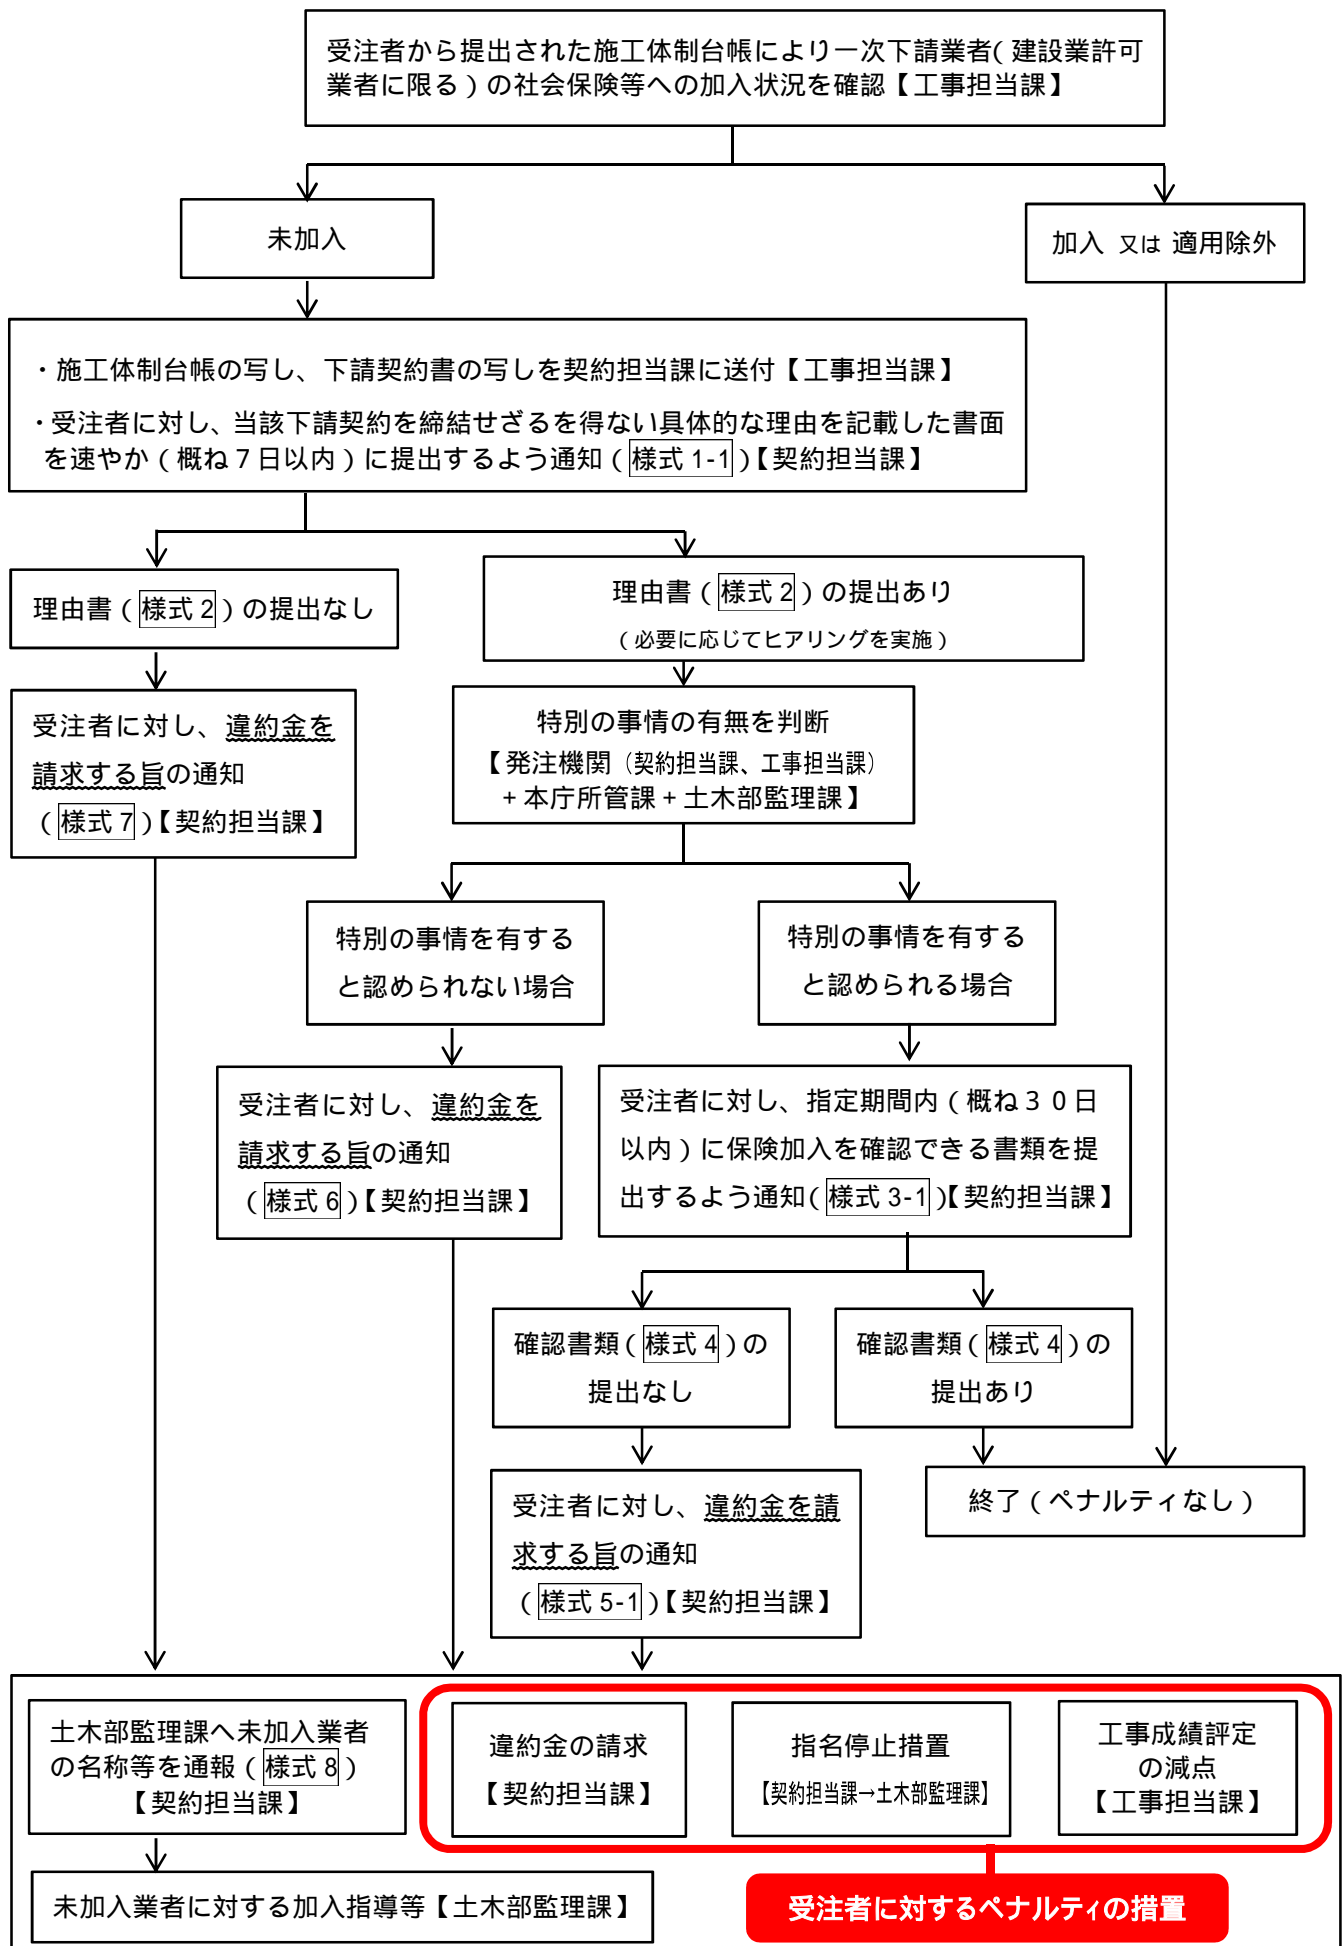 受注者から提出された施工体制台帳により一次下請業者(建設業許可
業者に限る)の社会保険等への加入状況を確認【工事担当課】
未加入
加入 又は 適用除外
・施工体制台帳の写し、下請契約書の写しを契約担当課に送付【工事担当課】
・受注者に対し、当該下請契約を締結せざるを得ない具体的な理由を記載した書面
を速やか(概ね7日以内)に提出するよう通知(様式 1-1)【契約担当課】
理由書(様式 2)の提出なし
理由書(様式 2)の提出あり
(必要に応じてヒアリングを実施)
受注者に対し、違約金を
請求する旨の通知
(様式 7)【契約担当課】
特別の事情の有無を判断
【発注機関(契約担当課、工事担当課)
+本庁所管課+土木部監理課】
特別の事情を有する
と認められない場合
特別の事情を有する
と認められる場合
受注者に対し、違約金を
請求する旨の通知
(様式 6)【契約担当課】
受注者に対し、指定期間内(概ね30日
以内)に保険加入を確認できる書類を提
出するよう通知(様式 3-1)【契約担当課】
確認書類(様式 4)の
提出なし
確認書類(様式 4)の
提出あり
受注者に対し、違約金を請
求する旨の通知
(様式 5-1)【契約担当課】
終了(ペナルティなし)
土木部監理課へ未加入業者
の名称等を通報(様式 8)
【契約担当課】
違約金の請求
【契約担当課】
指名停止措置
【契約担当課→土木部監理課】
工事成績評定
の減点
【工事担当課】
未加入業者に対する加入指導等【土木部監理課】
受注者に対するペナルティの措置